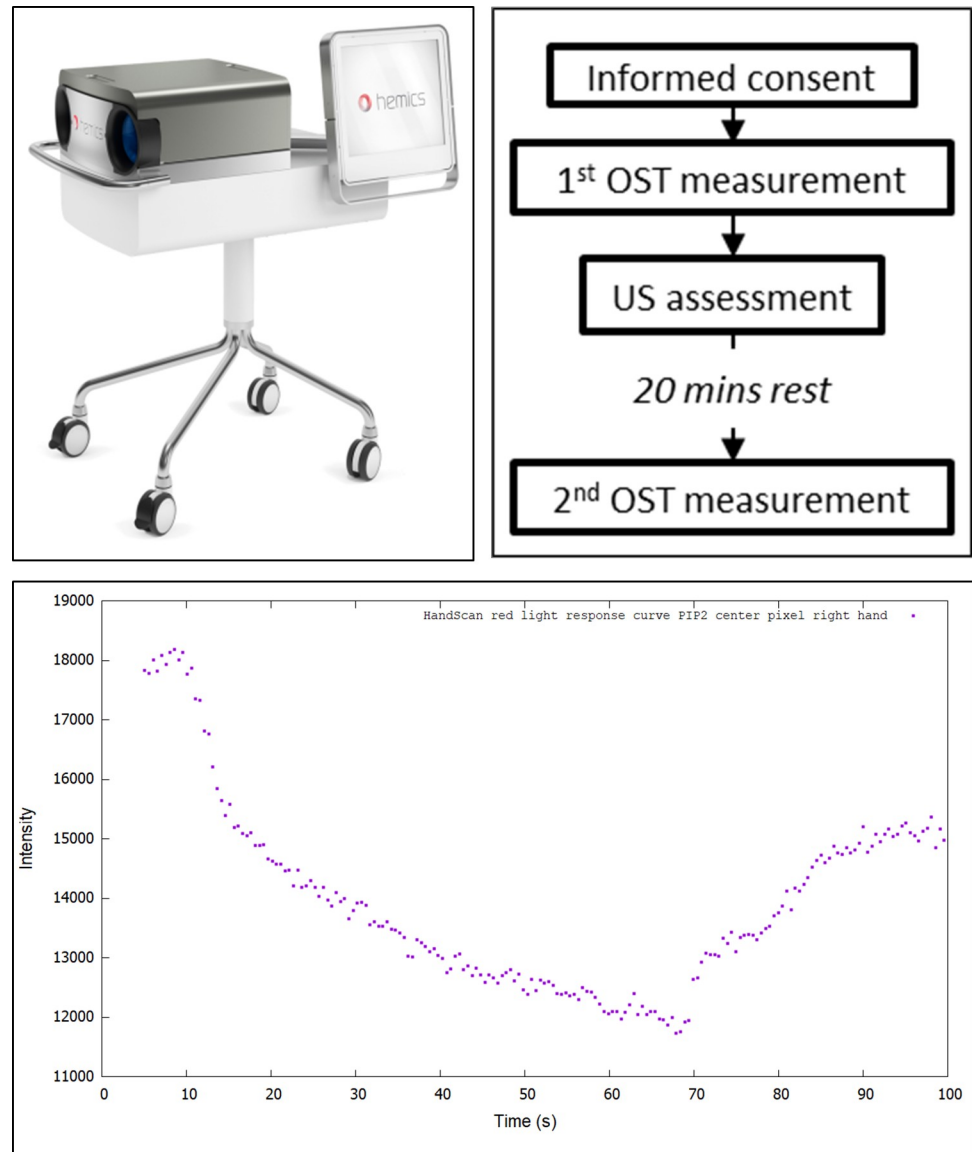 hemics
hemics
Informed consent
1st OST measurement
US assessment
20 mins rest
2nd OST measurement
HandScan red light response curve PIP2 center pixel right hand
19000
18000
17000
16000
15000
14000
13000
12000
11000
Intensity
0 10 20 30 40 50 60 70 80 90 100
Time (s)